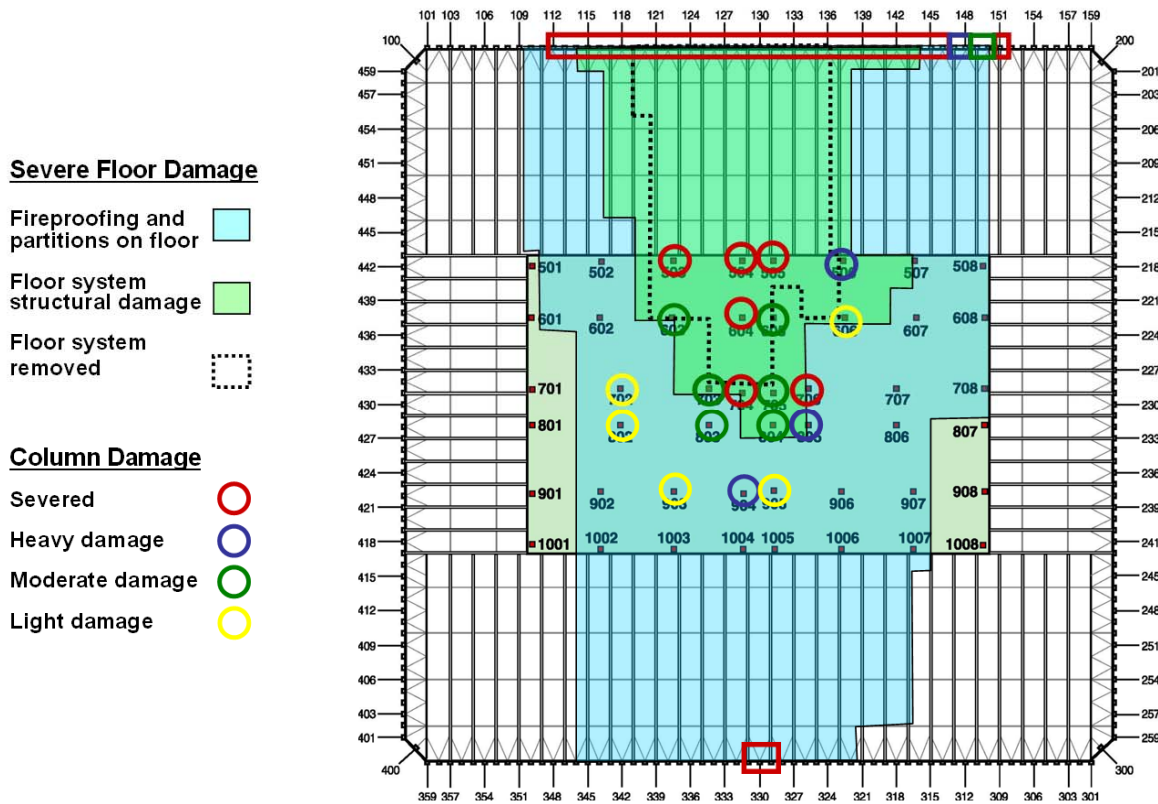 101 103 106 109 112 115 118 121 124 127 130 133 136 139 142 145 148 151 154 157 159
100 200
459 201
457 203
454 206
Severe Floor Damage
451 209
Fireproofing and
partitions on floor
448 212
445 215
Floor system
structural damage
442 501 502 507 508 218
439 221
Floor system
removed
601 602 604 607 608
436 224
433 227
701 707 708
430 230
801 806 807
427 233
Column Damage
424 236
Severed
901 902 904 906 907 908
421 239
Heavy damage
1001 1002 1003 1004 1005 1006 1007 1008
418 241
Moderate damage
415 245
412 248
Light damage
409 251
406 254
403 257
401 259
400 300
359 357 354 351 348 345 342 339 336 333 330 327 324 321 318 315 312 309 306 303 301